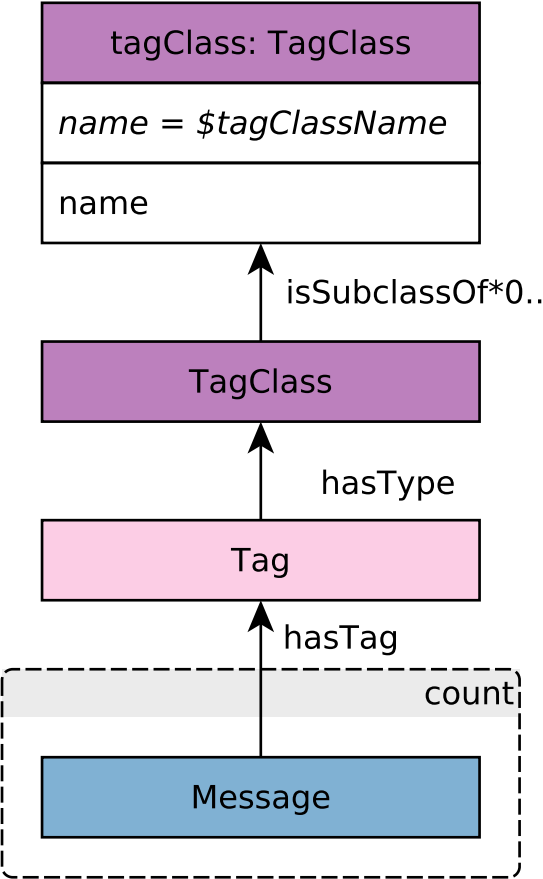 tagClass: TagClass
name = $tagClassName
name
isSubclassOf*0..
TagClass
hasType
Tag
hasTag
count
Message